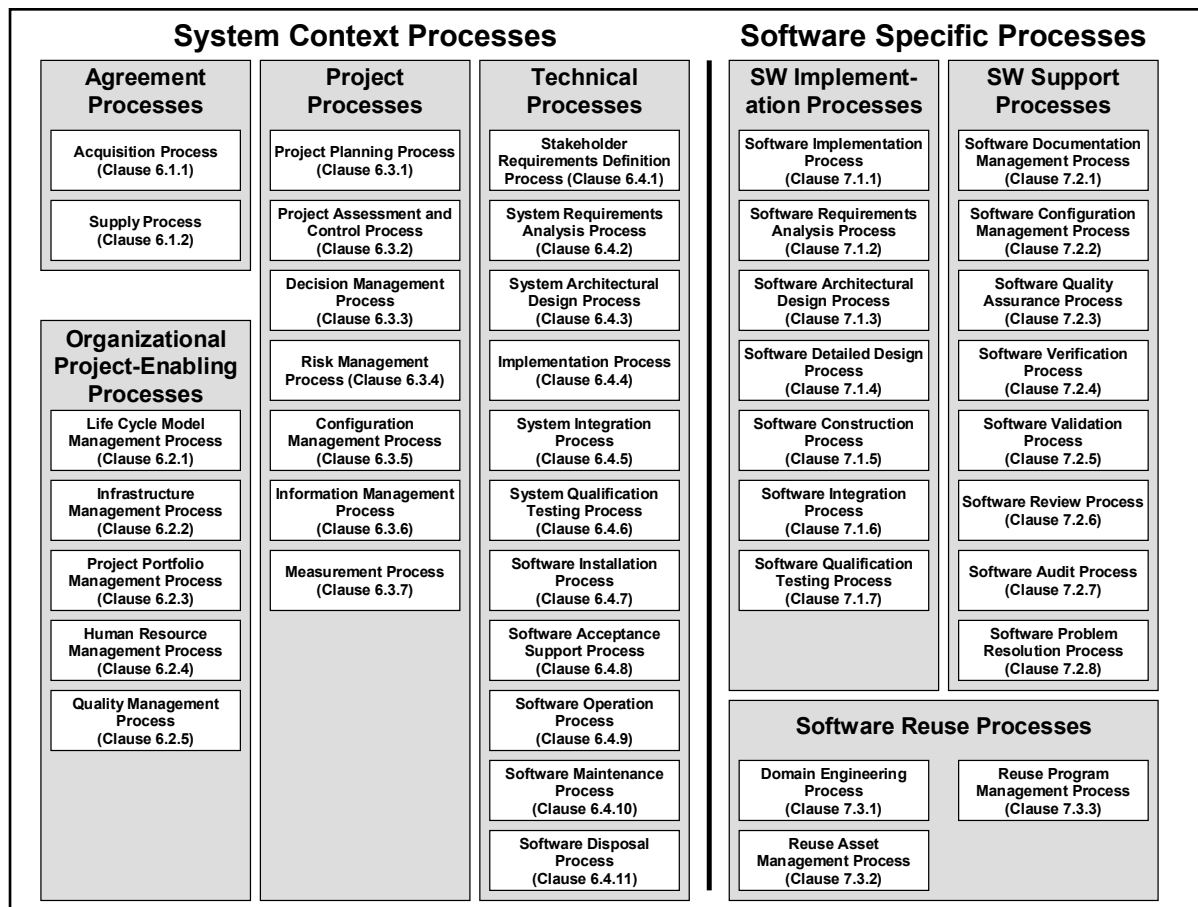 System Context Processes
Software Specific Processes
Agreement
Processes
Acquisition Process
(Clause 6.1.1)
Supply Process
(Clause 6.1.2)
Organizational
Project-Enabling
Processes
Life Cycle Model
Management Process
(Clause 6.2.1)
Infrastructure
Management Process
(Clause 6.2.2)
Project Portfolio
Management Process
(Clause 6.2.3)
Human Resource
Management Process
(Clause 6.2.4)
Quality Management
Process
(Clause 6.2.5)
Project
Processes
Project Planning Process
(Clause 6.3.1)
Project Assessment and
Control Process
(Clause 6.3.2)
Decision Management
Process
(Clause 6.3.3)
Risk Management
Process (Clause 6.3.4)
Configuration
Management Process
(Clause 6.3.5)
Information Management
Process
(Clause 6.3.6)
Measurement Process
(Clause 6.3.7)
Technical
Processes
Stakeholder
Requirements Definition
Process (Clause 6.4.1)
System Requirements
Analysis Process
(Clause 6.4.2)
System Architectural
Design Process
(Clause 6.4.3)
Implementation Process
(Clause 6.4.4)
System Integration
Process
(Clause 6.4.5)
System Qualification
Testing Process
(Clause 6.4.6)
Software Installation
Process
(Clause 6.4.7)
Software Acceptance
Support Process
(Clause 6.4.8)
Software Operation
Process
(Clause 6.4.9)
Software Maintenance
Process
(Clause 6.4.10)
Software Disposal
Process
(Clause 6.4.11)
SW Implement-
ation Processes
Software Implementation
Process
(Clause 7.1.1)
Software Requirements
Analysis Process
(Clause 7.1.2)
Software Architectural
Design Process
(Clause 7.1.3)
Software Detailed Design
Process
(Clause 7.1.4)
Software Construction
Process
(Clause 7.1.5)
Software Integration
Process
(Clause 7.1.6)
Software Qualification
Testing Process
(Clause 7.1.7)
SW Support
Processes
Software Documentation
Management Process
(Clause 7.2.1)
Software Configuration
Management Process
(Clause 7.2.2)
Software Quality
Assurance Process
(Clause 7.2.3)
Software Verification
Process
(Clause 7.2.4)
Software Validation
Process
(Clause 7.2.5)
Software Review Process
(Clause 7.2.6)
Software Audit Process
(Clause 7.2.7)
Software Problem
Resolution Process
(Clause 7.2.8)
Software Reuse Processes
Domain Engineering
Process
(Clause 7.3.1)
Reuse Asset
Management Process
(Clause 7.3.2)
Reuse Program
Management Process
(Clause 7.3.3)